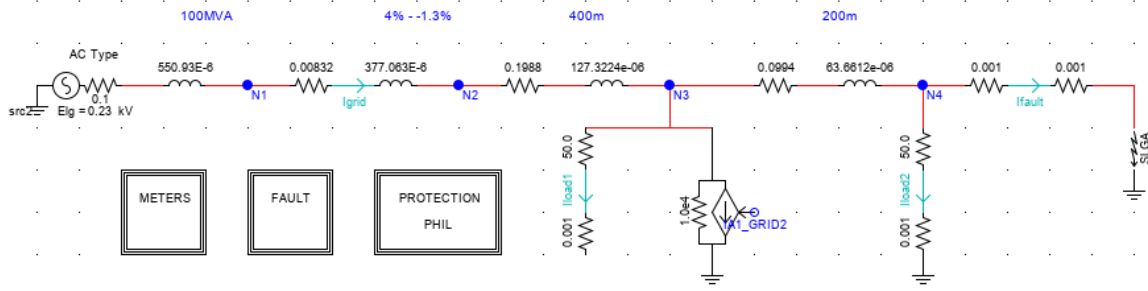 100MVA
4% - -1.3%
400m
200m
AC Type
550.93E-6
0.00832
377.063E-6
0.1988
127.3224e-06
0.0994
63.6612e-06
0.001
0.001
N1
Igrid
N2
N3
N4
Ifault
0.1
src2
Elg = 0.23 kV
50.0
50.0
SLGA
METERS
FAULT
PROTECTION
PHIL
Iload1
1.0e4
IA1_GRID2
Iload2
0.001
0.001